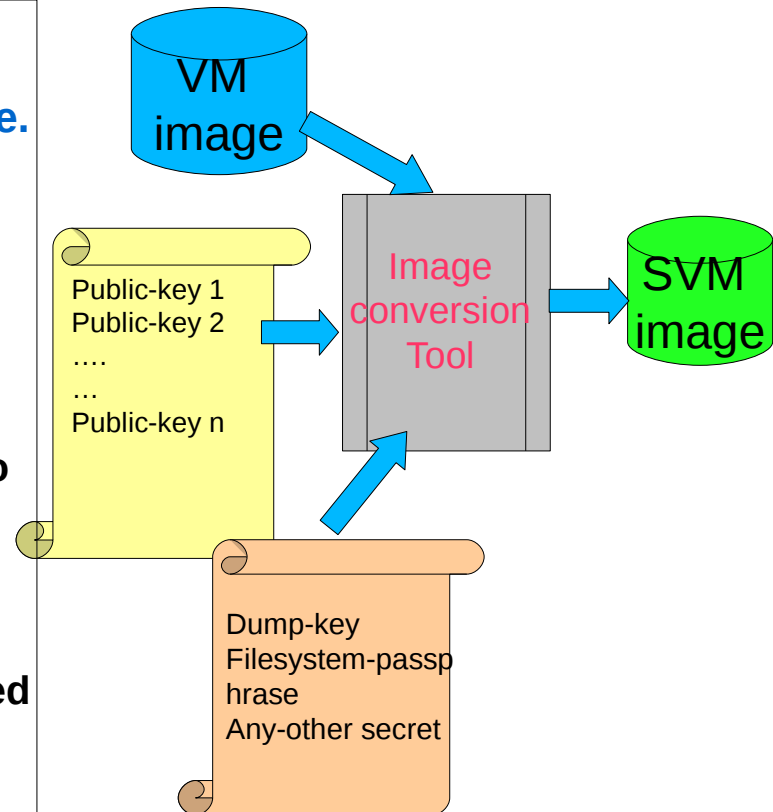 e.
o
ed
VM
image
Public-key 1
Public-key 2
....
...
Public-key n
Image
conversion
Tool
SVM
image
Dump-key
Filesystem-passp
hrase
Any-other secret